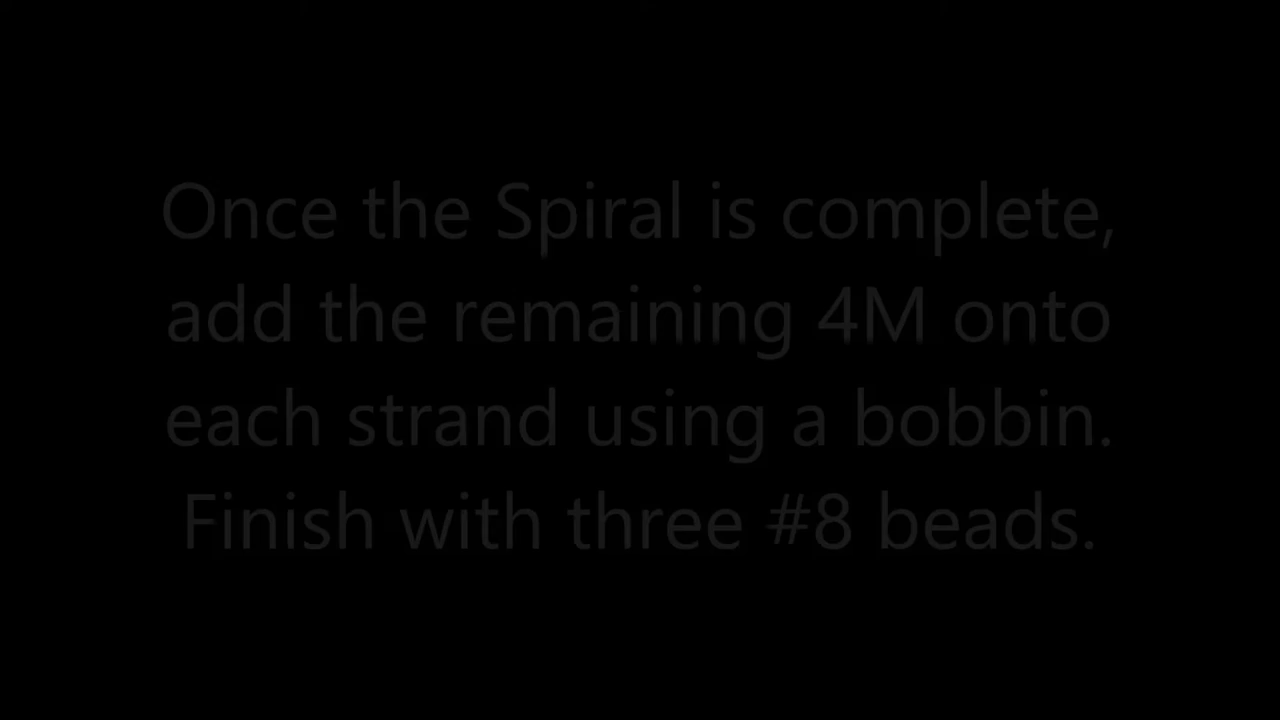 Once the Spiral is complete,
add the remaining 4M onto
each strand using a bobbin.
Finish with three #8 beads.